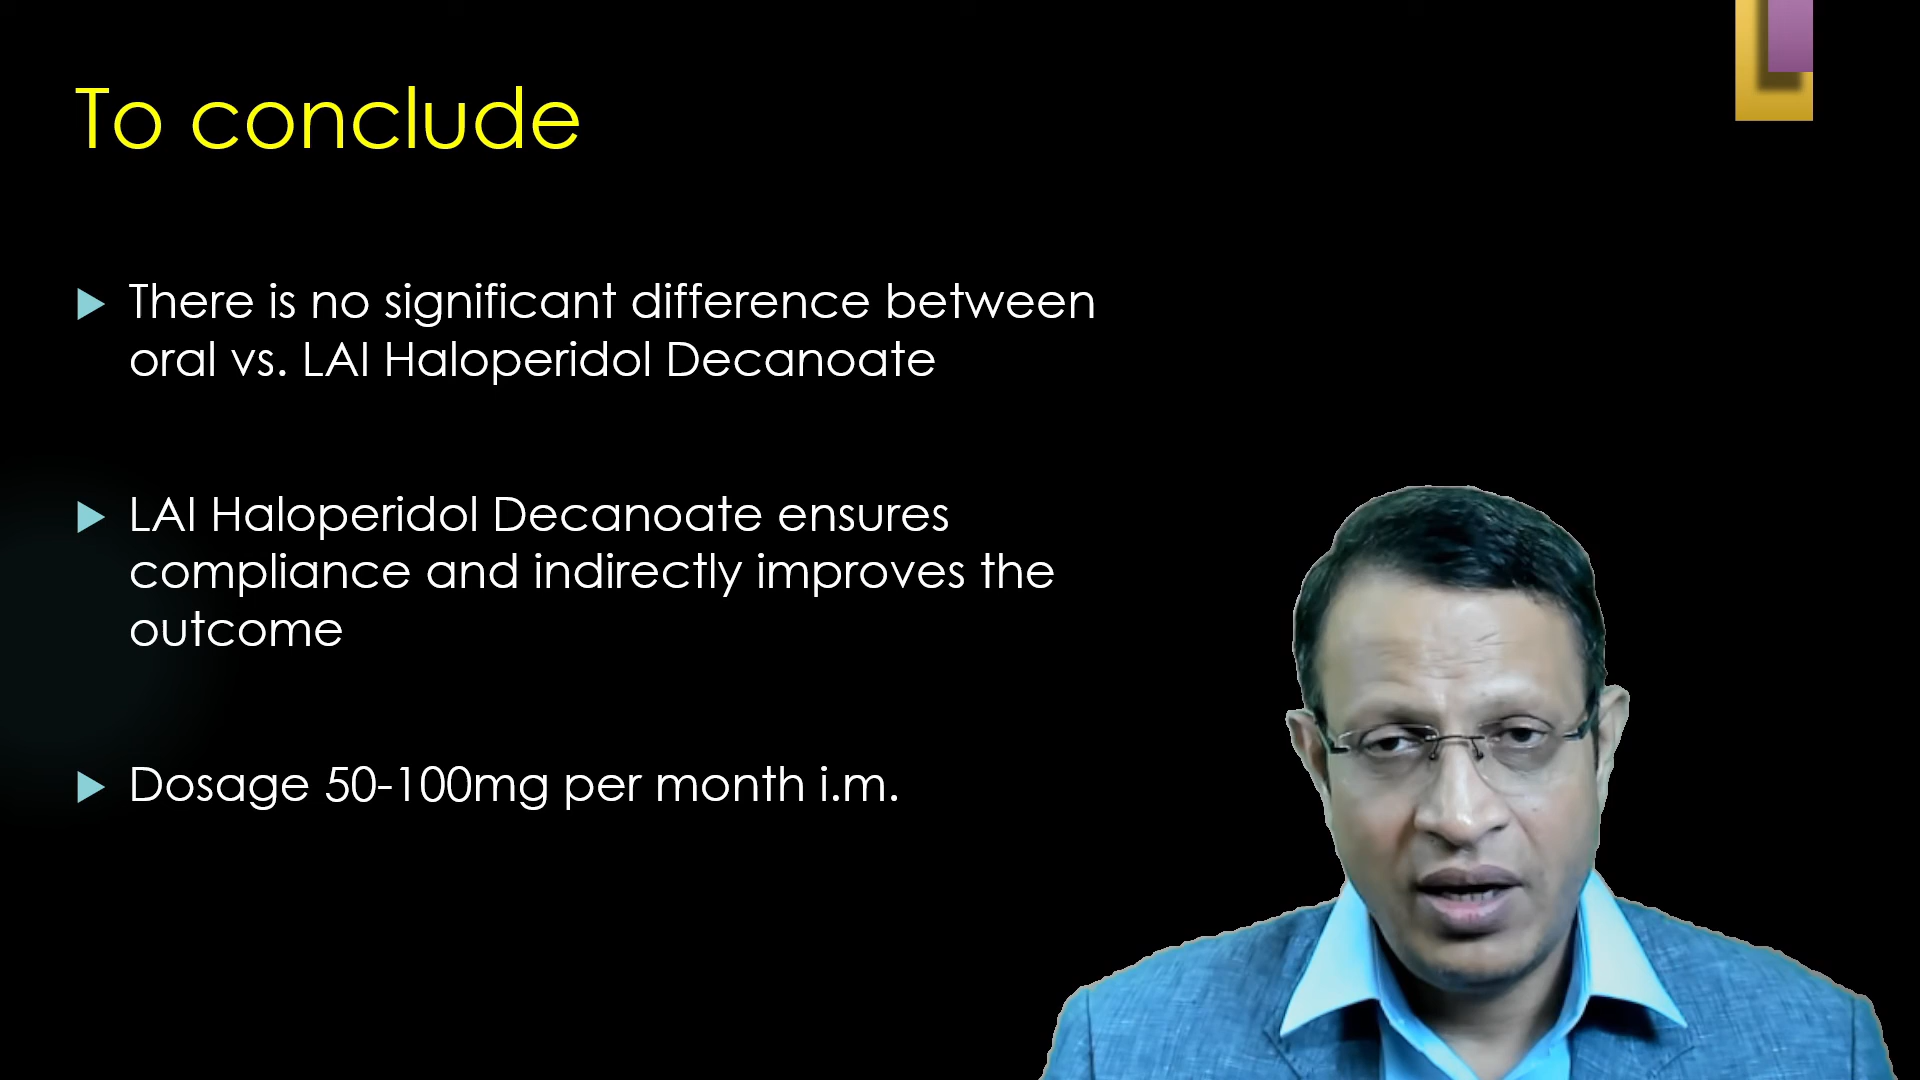 To conclude
There is no significant difference between
oral vs. LAI Haloperidol Decanoate
LAI Haloperidol Decanoate ensures
compliance and indirectly improves the
outcome
Dosage 50-100mg per month i.m.